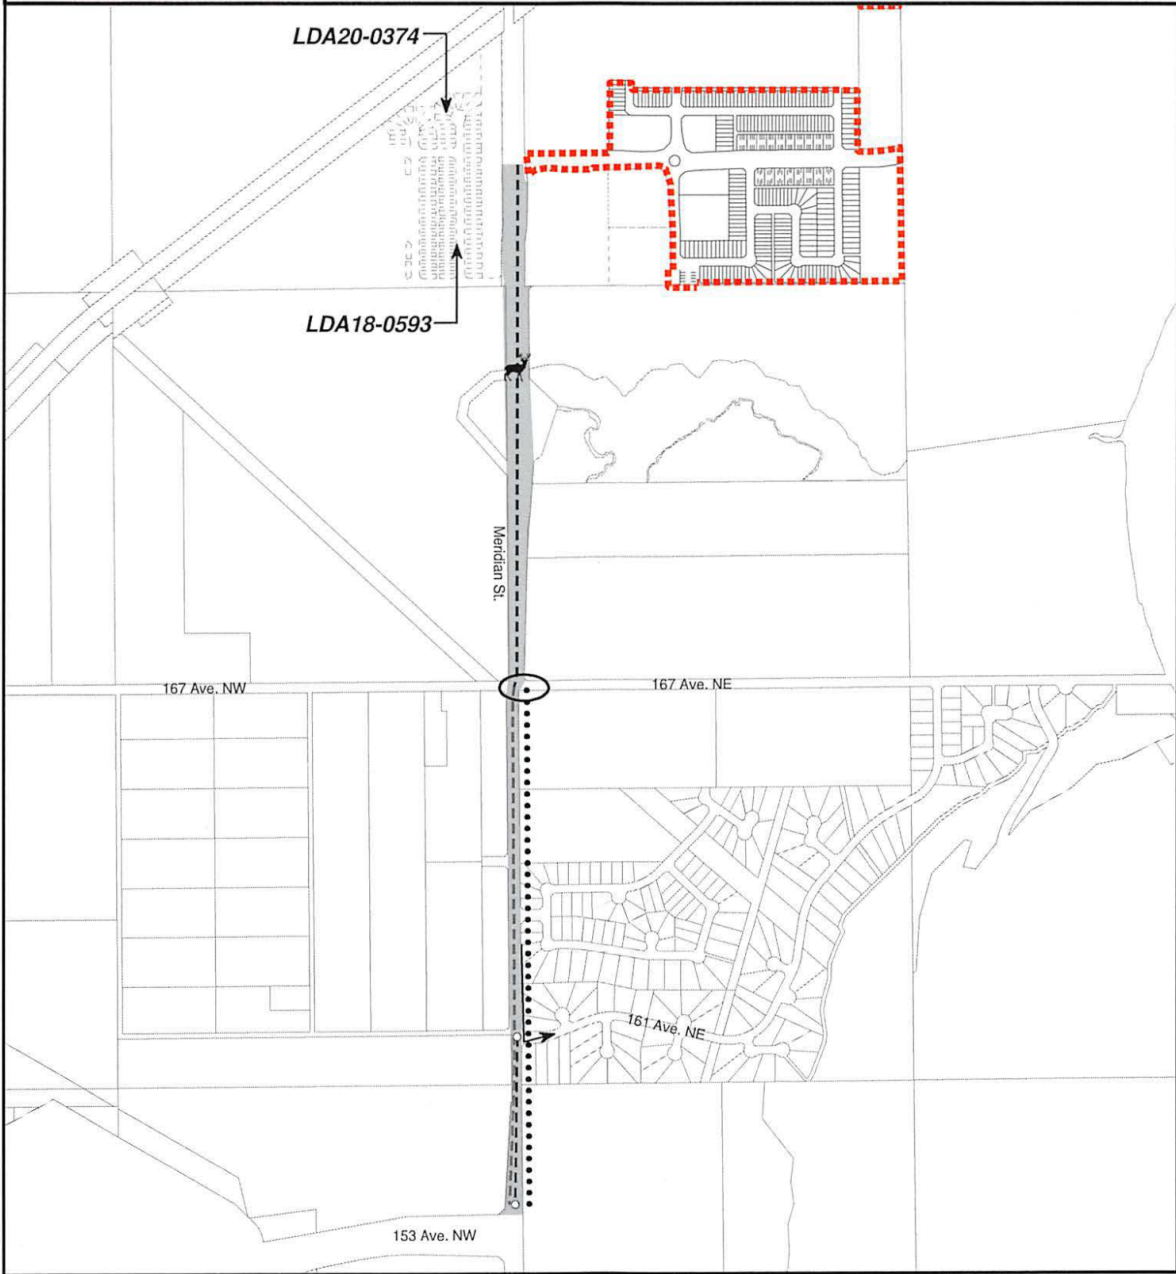 LDA20-0374
LDA18-0593
Meridian St.
167 Ave. NW
167 Ave. NE
161 Ave. NE
153 Ave. NW